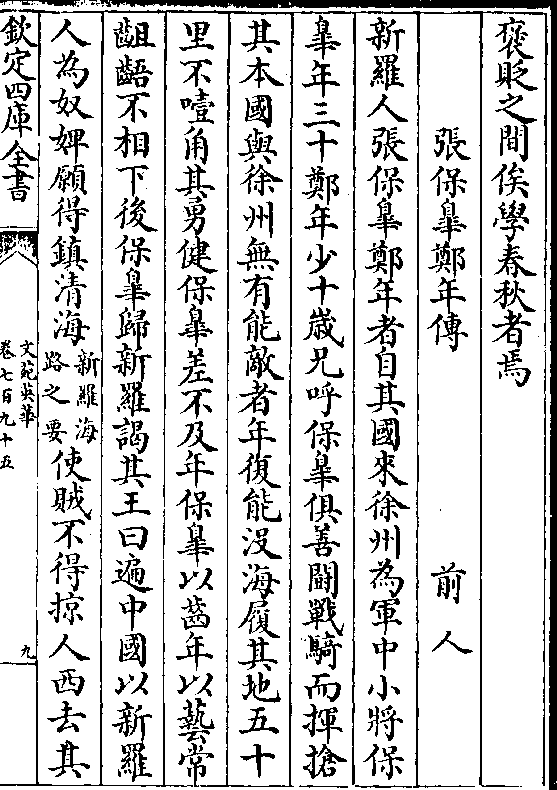 褒貶之間俟學春秋者焉
張保臯鄭年傳　前人
新羅人張保臯鄭年者自其國來徐州為軍中小將保
臯年三十鄭年少十歲兄呼保臯俱善鬬戰騎而揮搶
其本國與徐州無有能敵者年復能没海履其地五十
里不噎角其勇健保臯差不及年保臯以齒年以藝常
齟齬不相下後保臯歸新羅謁其王曰遍中國以新羅
人為奴婢願得鎮清海新羅海路之要使賊不得掠人西去其
欽定四庫全書
文苑英華
卷七百九十五
九